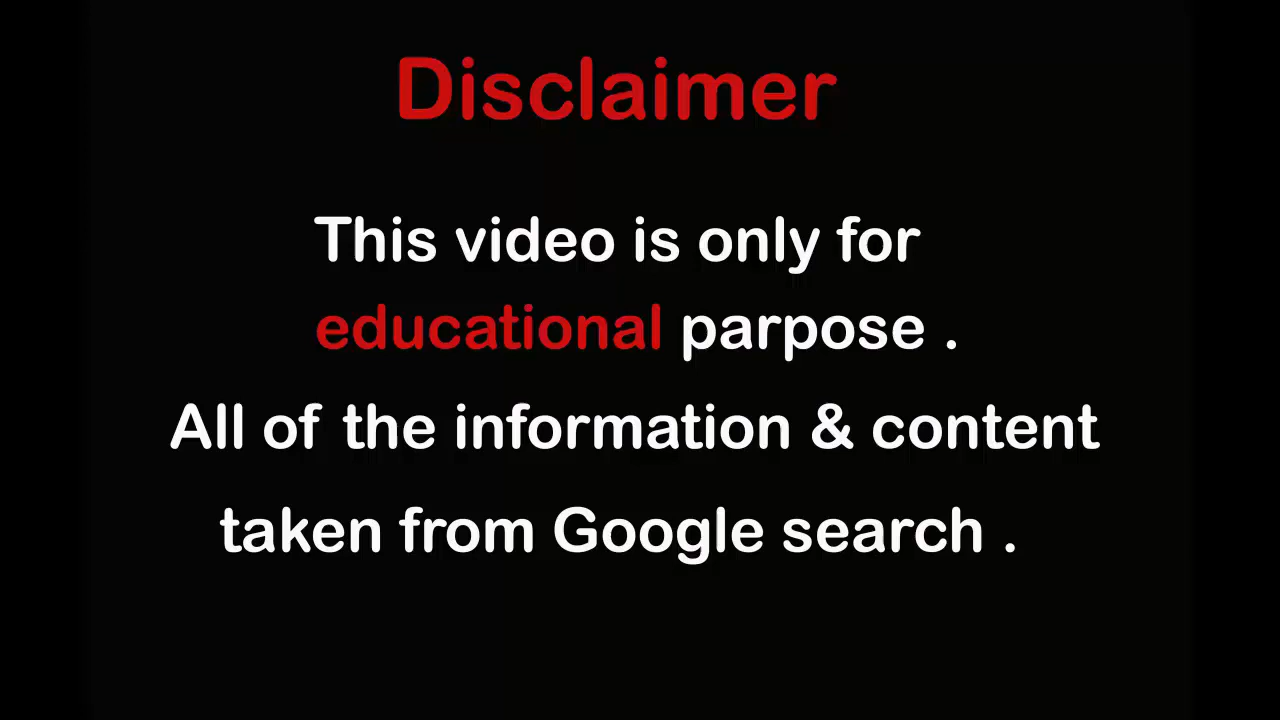 Disclaimer
This video is only for
educational parpose .
All of the information & content
taken from Google search .